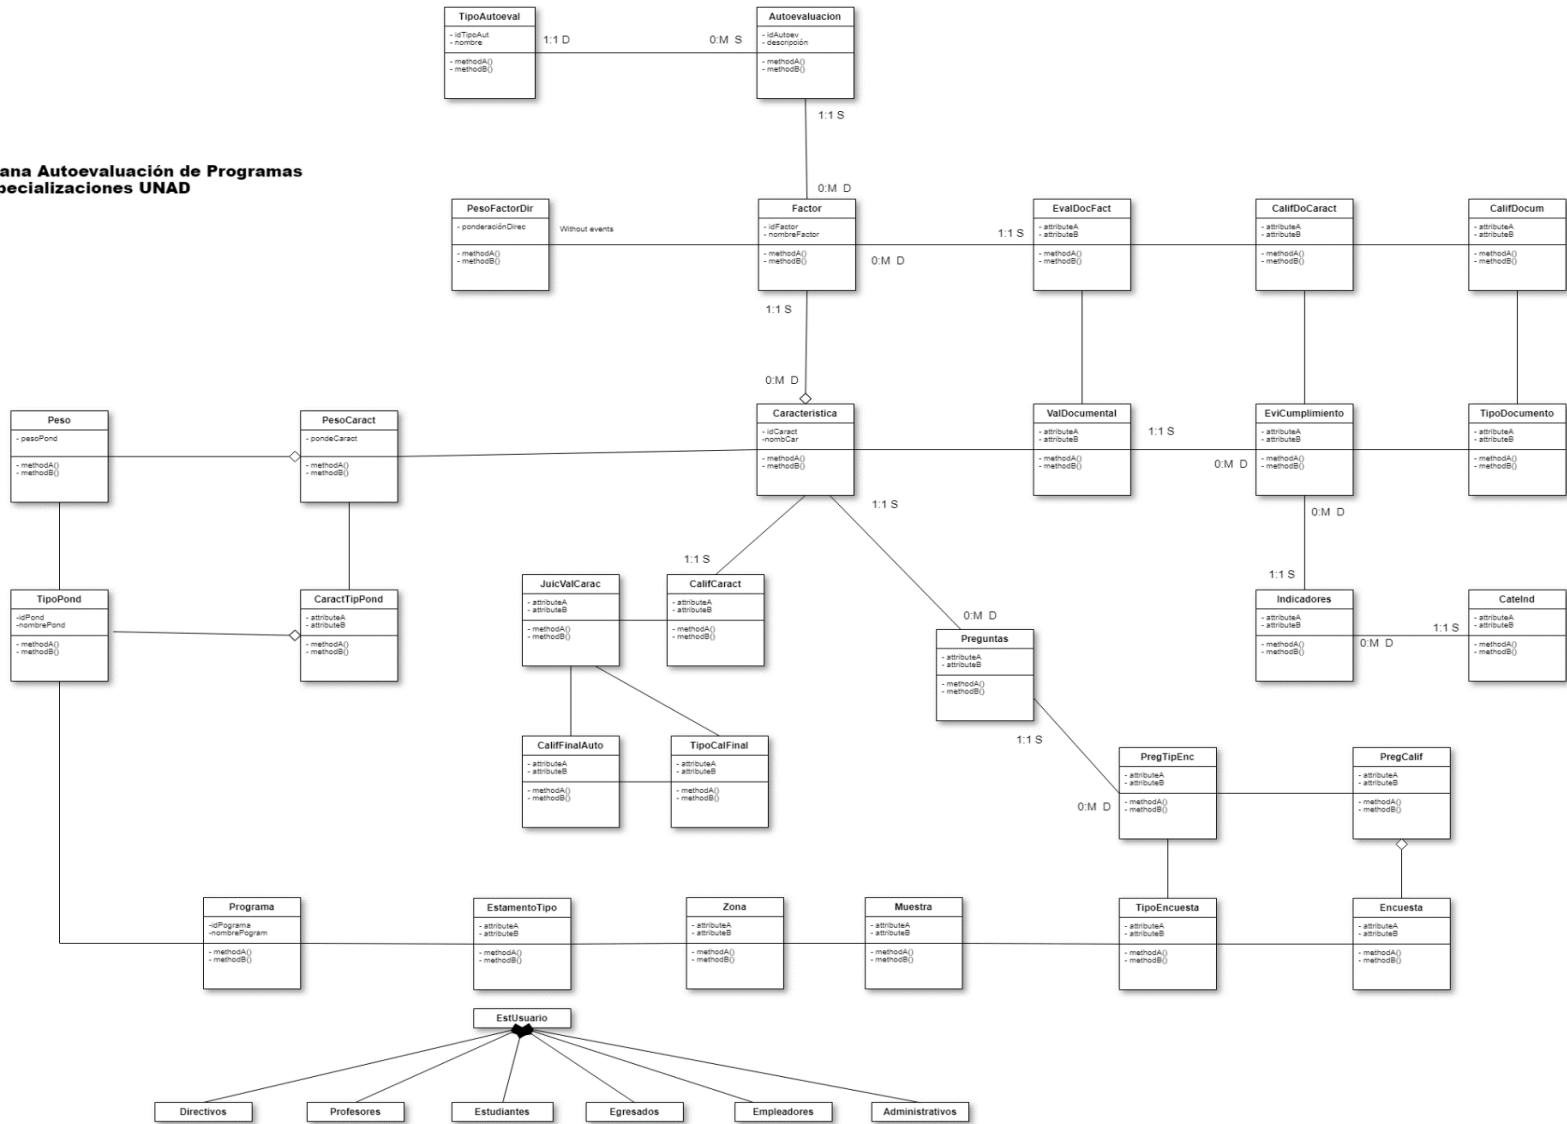 TipoAutoeval
- idTipoAut
- nombre
- methodA()
- methodB()
1:1 D
0:M S
Autoevaluacion
- idAutoev
- descripción
- methodA()
- methodB()
1:1 S
ana Autoevaluación de Programas
pecializaciones UNAD
0:M D
PesoFactorDir
- ponderaciónDirec
- methodA()
- methodB()
Without events
Factor
- idFactor
- nombreFactor
- methodA()
- methodB()
1:1 S
0:M D
EvalDocFact
- attributeA
- attributeB
- methodA()
- methodB()
CalifDoCaract
- attributeA
- attributeB
- methodA()
- methodB()
CalifDocum
- attributeA
- attributeB
- methodA()
- methodB()
1:1 S
0:M D
Peso
- pesoPond
- methodA()
- methodB()
PesoCaract
- pondeCaract
- methodA()
- methodB()
Caracteristica
- idCaract
-nombCar
- methodA()
- methodB()
ValDocumental
- attributeA
- attributeB
- methodA()
- methodB()
1:1 S
0:M D
EviCumplimiento
- attributeA
- attributeB
- methodA()
- methodB()
TipoDocumento
- attributeA
- attributeB
- methodA()
- methodB()
1:1 S
0:M D
1:1 S
1:1 S
TipoPond
-idPond
-nombrePond
- methodA()
- methodB()
CaractTipPond
- attributeA
- attributeB
- methodA()
- methodB()
JuicValCarac
- attributeA
- attributeB
- methodA()
- methodB()
CalifCaract
- attributeA
- attributeB
- methodA()
- methodB()
0:M D
Preguntas
- attributeA
- attributeB
- methodA()
- methodB()
Indicadores
- attributeA
- attributeB
- methodA()
- methodB()
0:M D
1:1 S
CateInd
- attributeA
- attributeB
- methodA()
- methodB()
1:1 S
CalifFinalAuto
- attributeA
- attributeB
- methodA()
- methodB()
TipoCalFinal
- attributeA
- attributeB
- methodA()
- methodB()
0:M D
PregTipEnc
- attributeA
- attributeB
- methodA()
- methodB()
PregCalif
- attributeA
- attributeB
- methodA()
- methodB()
Programa
-idPograma
-nombrePogram
- methodA()
- methodB()
EstamentoTipo
- attributeA
- attributeB
- methodA()
- methodB()
Zona
- attributeA
- attributeB
- methodA()
- methodB()
Muestra
- attributeA
- attributeB
- methodA()
- methodB()
TipoEncuesta
- attributeA
- attributeB
- methodA()
- methodB()
Encuesta
- attributeA
- attributeB
- methodA()
- methodB()
EstUsuario
Directivos
Profesores
Estudiantes
Egresados
Empleadores
Administrativos